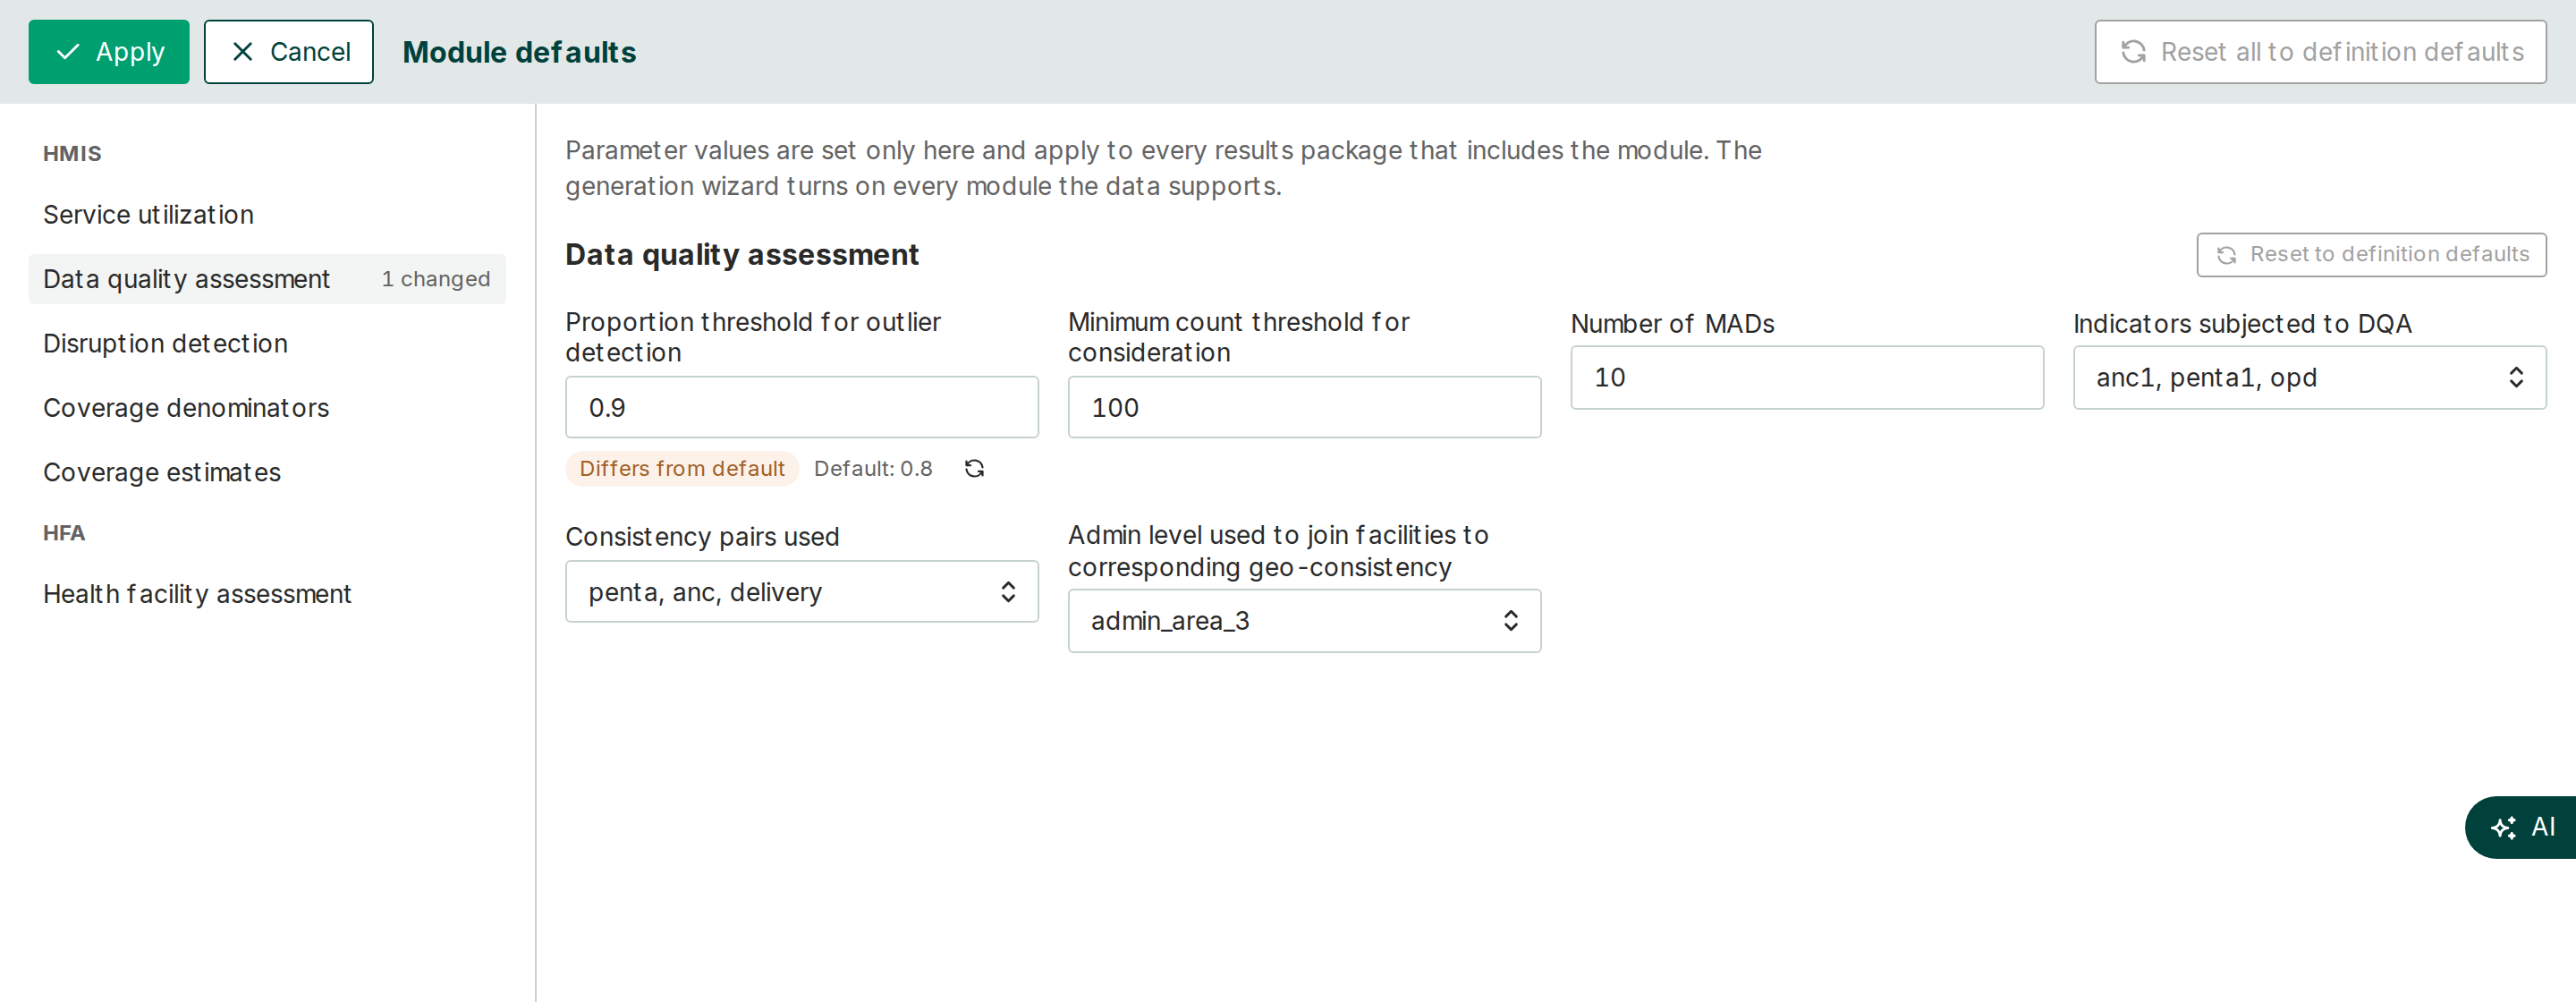 Apply
Cancel
Module defaults
Reset all to definition defaults
HMIS
Service utilization
Data quality assessment
1 changed
Disruption detection
Coverage denominators
Coverage estimates
HFA
Health facility assessment
Parameter values are set only here and apply to every results package that includes the module. The
generation wizard turns on every module the data supports.
Data quality assessment
Reset to definition defaults
Proportion threshold for outlier
detection
0.9
Differs from default
Default: 0.8
Minimum count threshold for
consideration
100
Number of MADs
10
Indicators subjected to DQA
anc1, penta1, opd
Consistency pairs used
penta, anc, delivery
Admin level used to join facilities to
corresponding geo-consistency
admin_area_3
AI